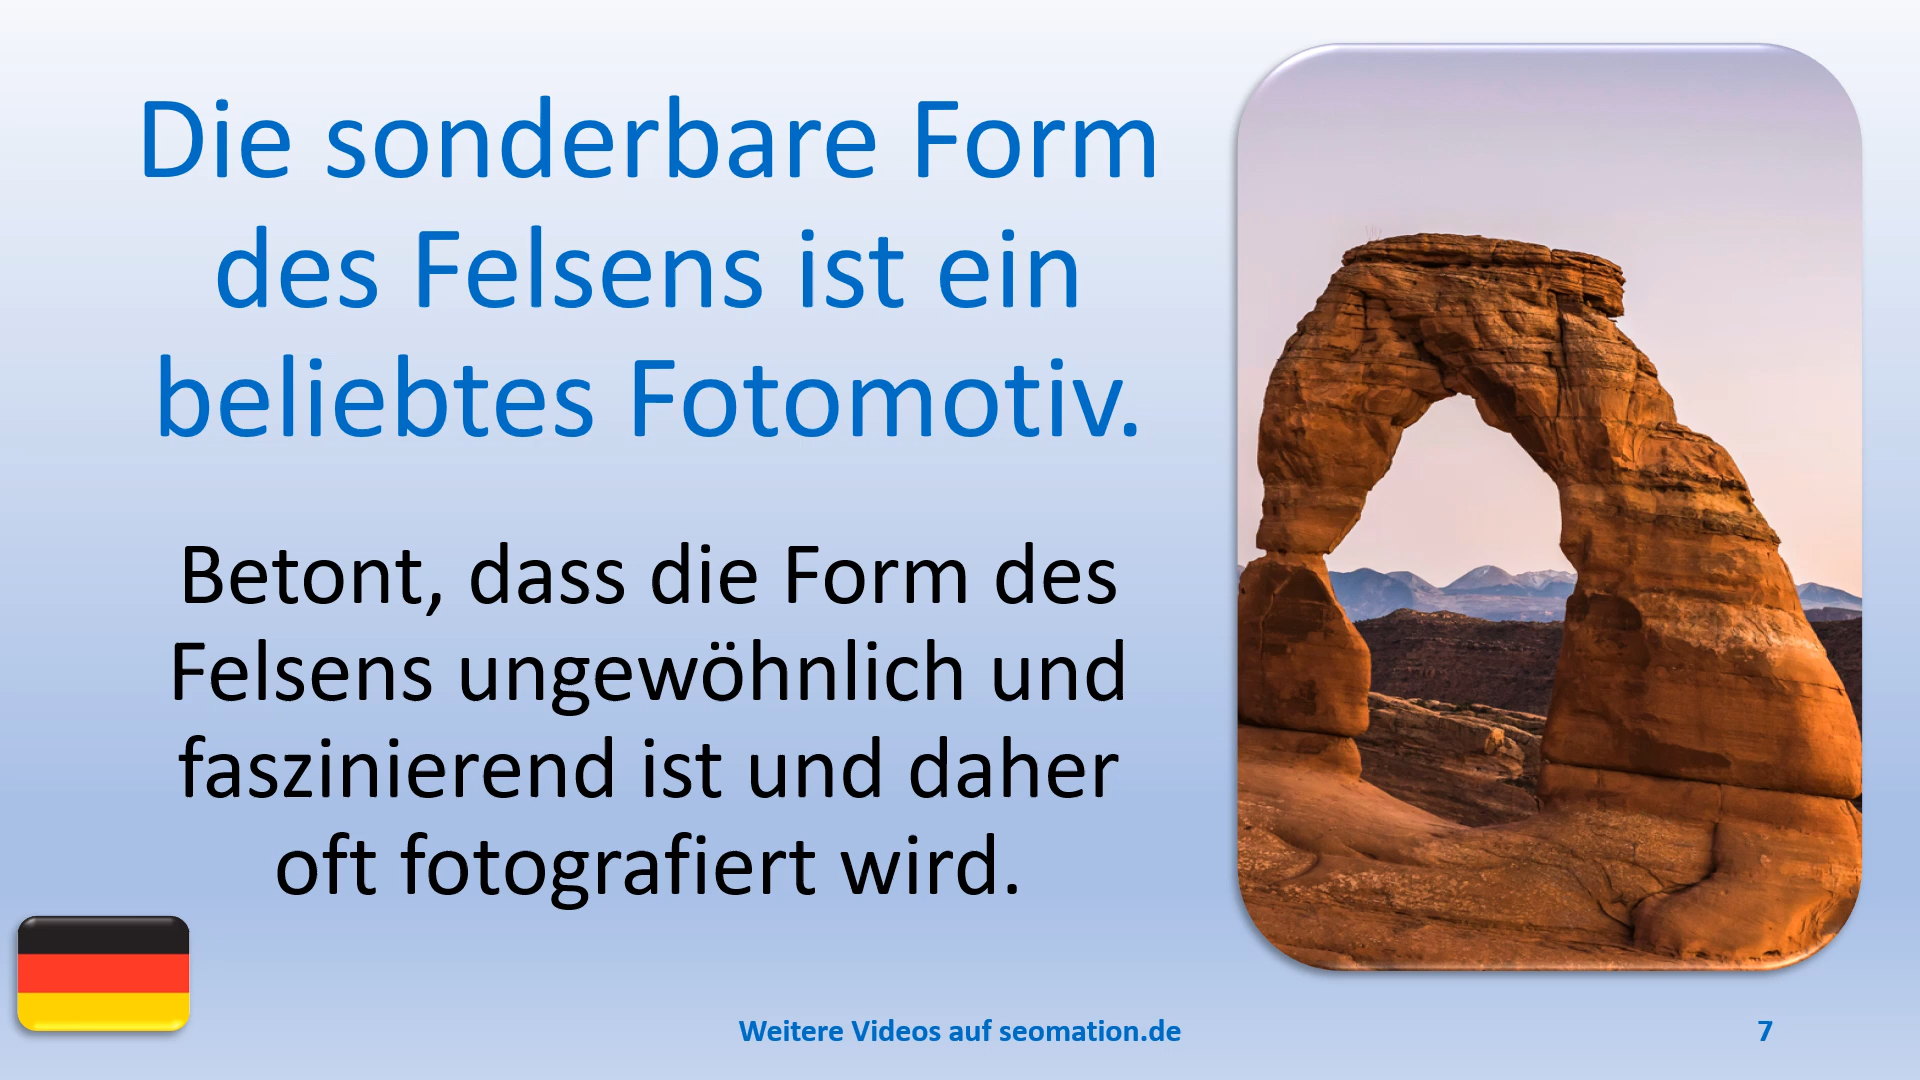 Die sonderbare Form
des Felsens ist ein
beliebtes Fotomotiv.
Betont, dass die Form des
Felsens ungewöhnlich und
faszinierend ist und daher
oft fotografiert wird.
Weitere Videos auf seomation.de
7